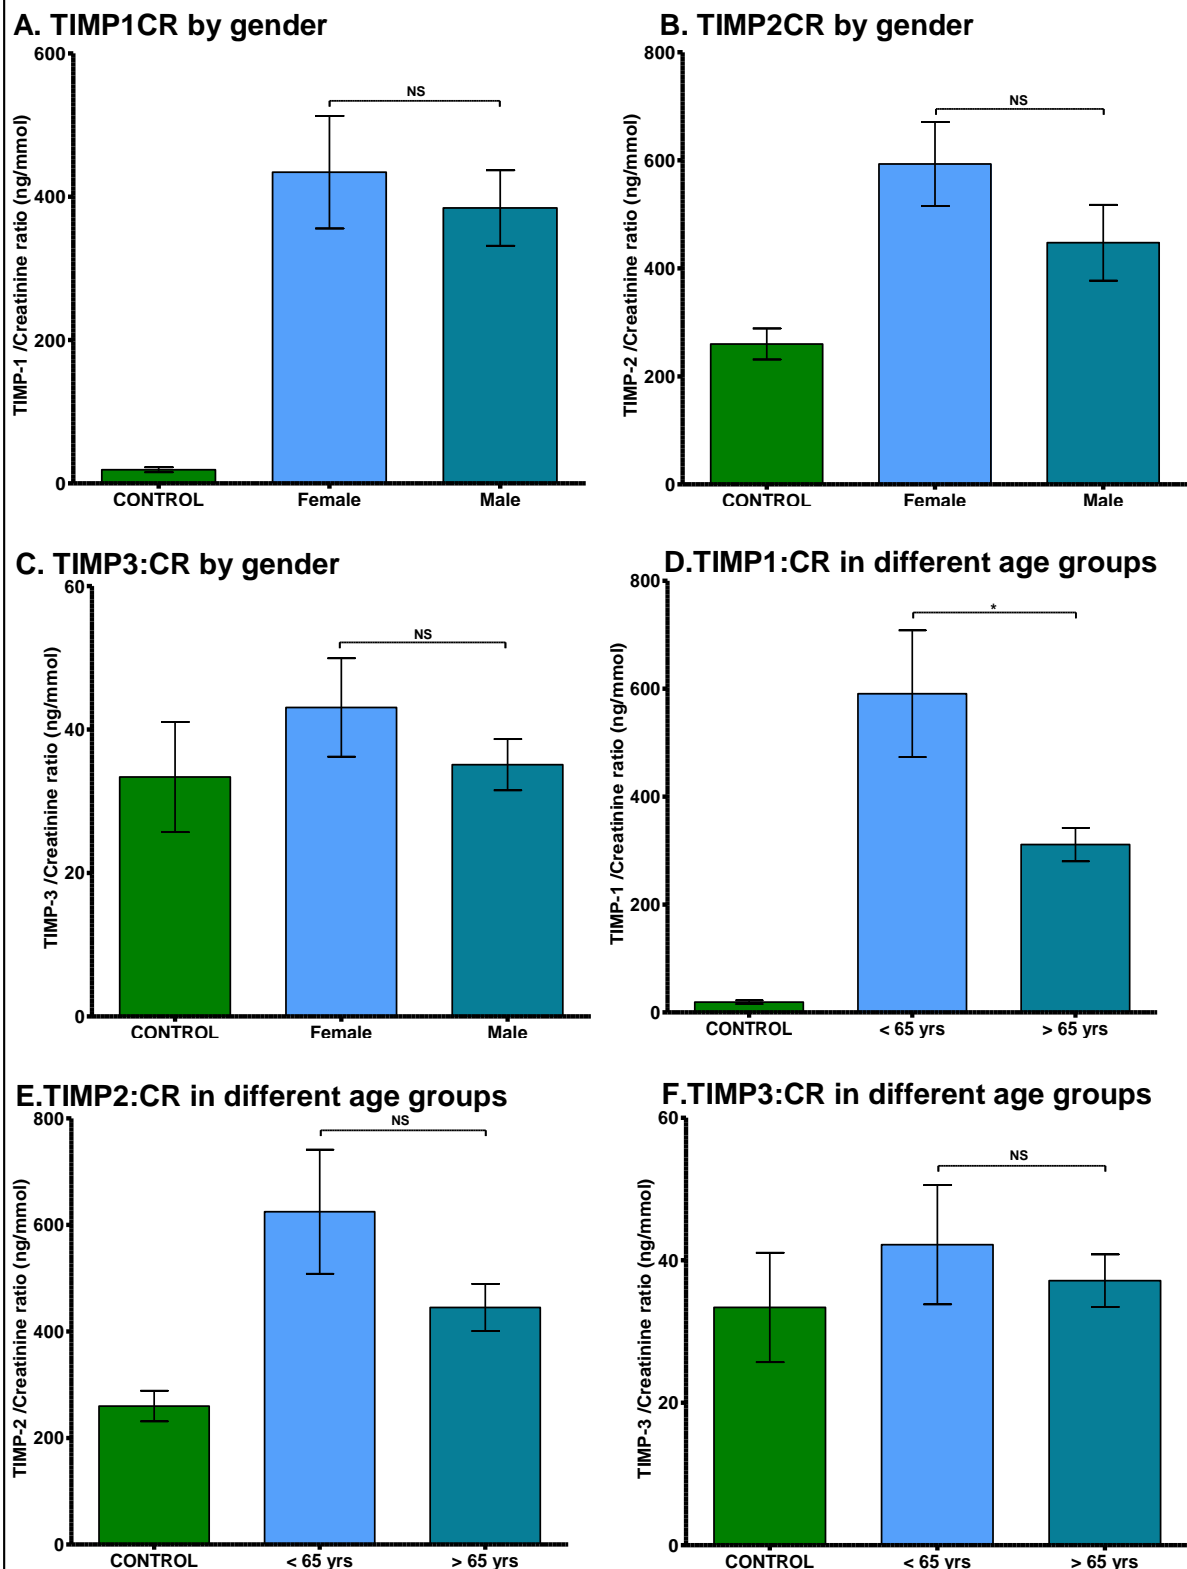 A. TIMP1CR by gender
TIMP-1 /Creatinine ratio (ng/mmol)
600
400
200
0
NS
CONTROL Female Male
B. TIMP2CR by gender
TIMP-2 /Creatinine ratio (ng/mmol)
800
600
400
200
0
NS
CONTROL Female Male
C. TIMP3:CR by gender
TIMP-3 /Creatinine ratio (ng/mmol)
60
40
20
0
NS
CONTROL Female Male
D.TIMP1:CR in different age groups
TIMP-1 /Creatinine ratio (ng/mmol)
800
600
400
200
0
*
CONTROL < 65 yrs > 65 yrs
E.TIMP2:CR in different age groups
TIMP-2 /Creatinine ratio (ng/mmol)
800
600
400
200
0
NS
CONTROL < 65 yrs > 65 yrs
F.TIMP3:CR in different age groups
TIMP-3 /Creatinine ratio (ng/mmol)
60
40
20
0
NS
CONTROL < 65 yrs > 65 yrs